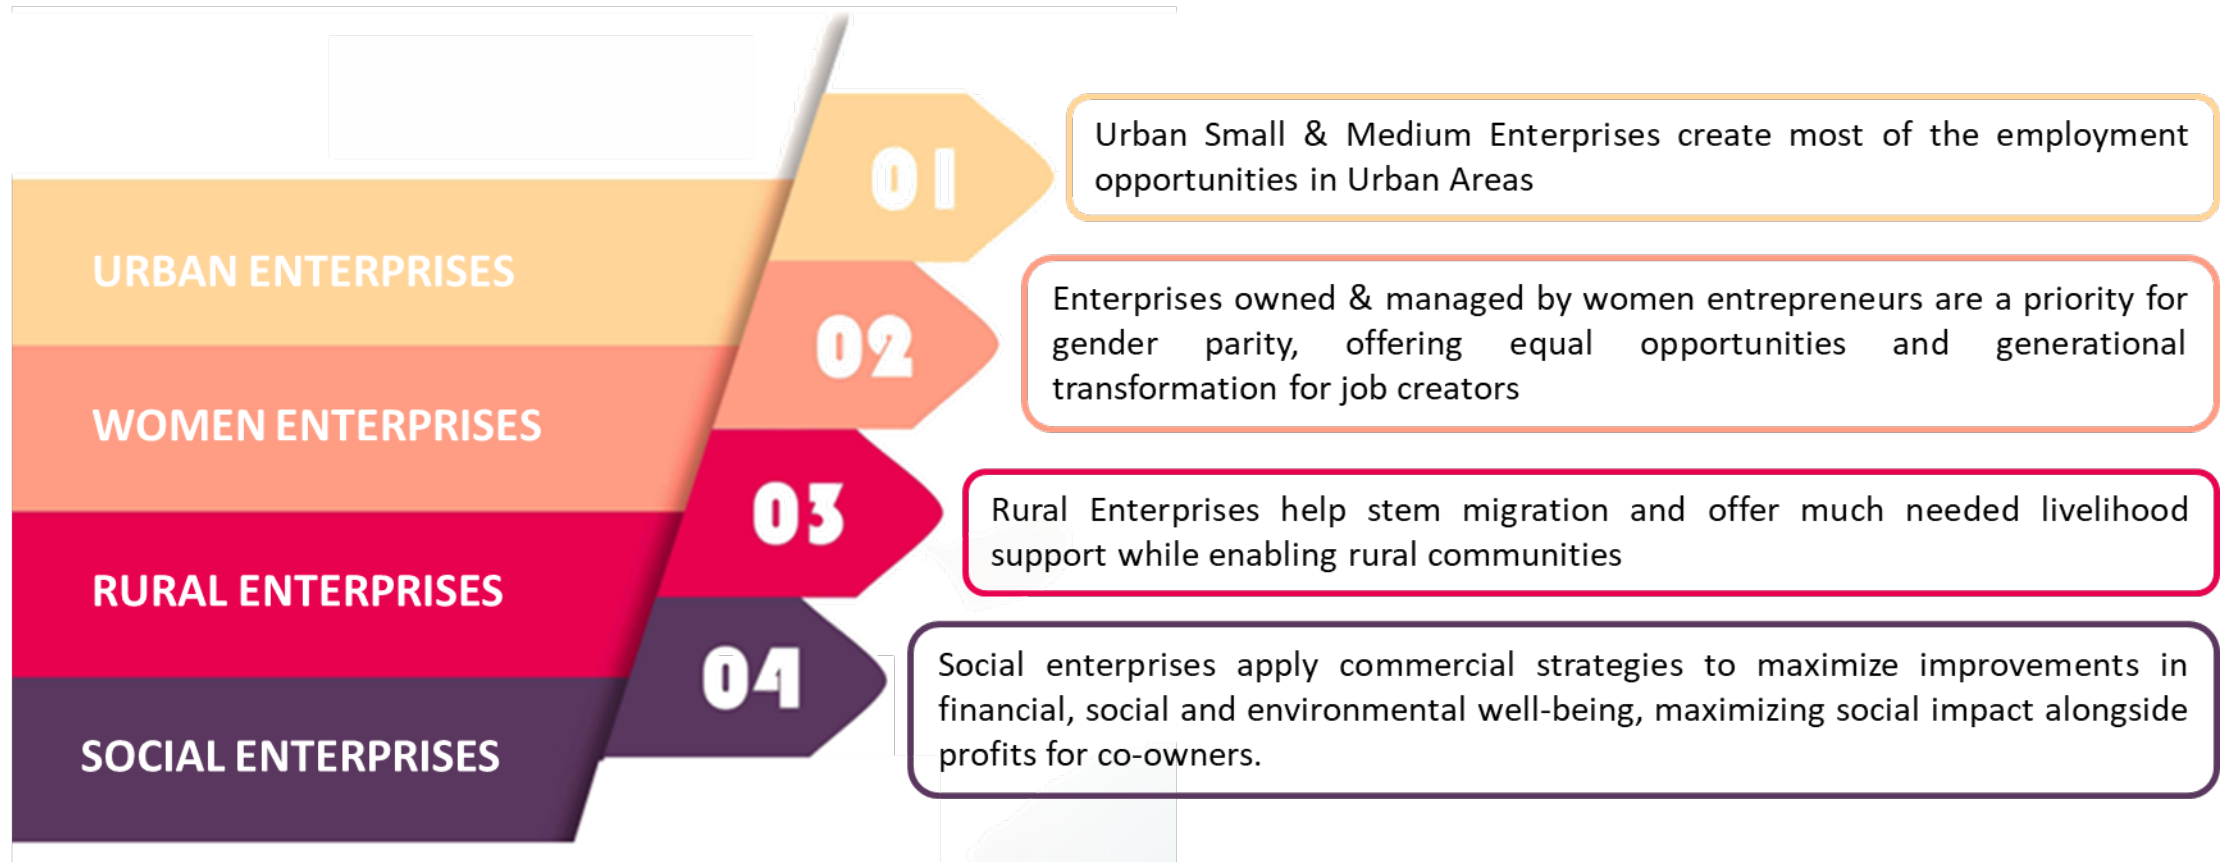 URBAN ENTERPRISES
01
Urban Small & Medium Enterprises create most of the employment
opportunities in Urban Areas
WOMEN ENTERPRISES
02
Enterprises owned & managed by women entrepreneurs are a priority for
gender parity, offering equal opportunities and generational
transformation for job creators
RURAL ENTERPRISES
03
Rural Enterprises help stem migration and offer much needed livelihood
support while enabling rural communities
SOCIAL ENTERPRISES
04
Social enterprises apply commercial strategies to maximize improvements in
financial, social and environmental well-being, maximizing social impact alongside
profits for co-owners.